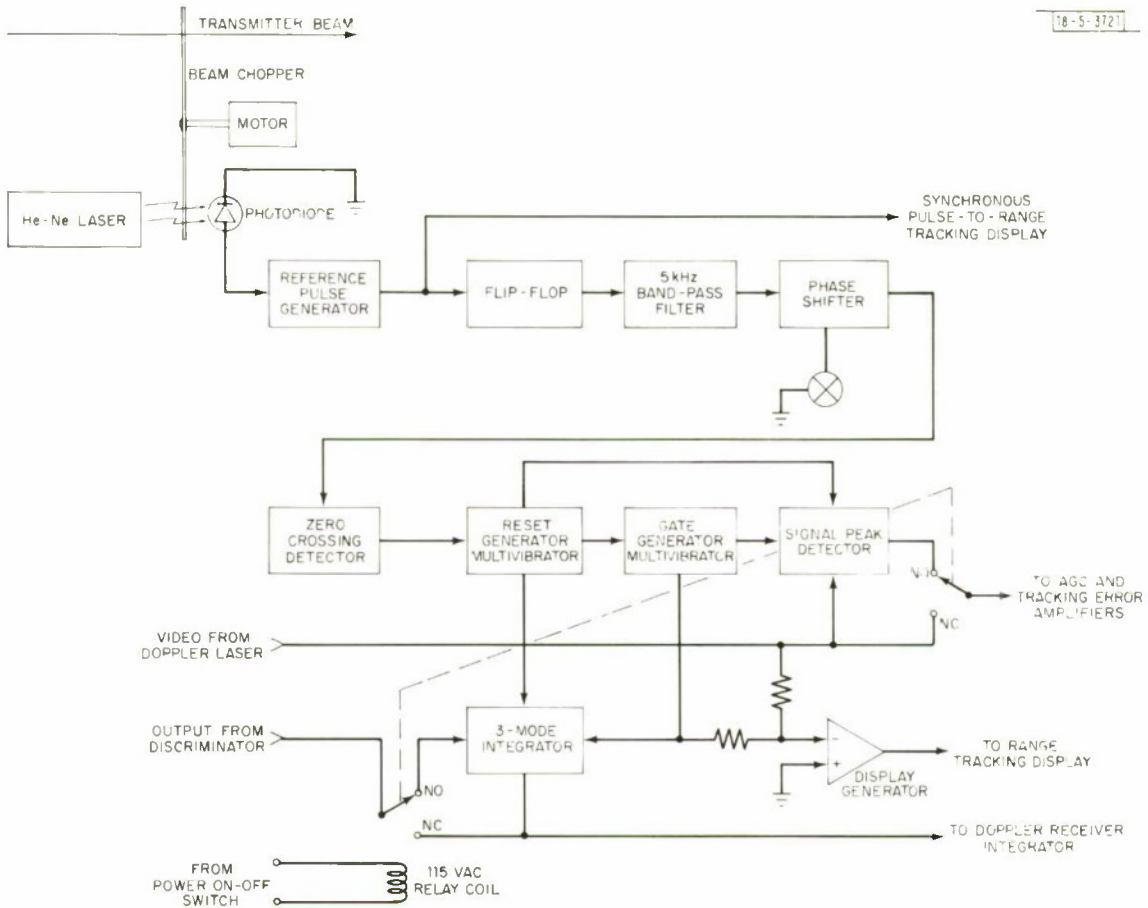 TRANSMITTER BEAM
18-5-3721
BEAM CHOPPER
MOTOR
He-Ne LASER
PHOTODIODE
SYNCHRONOUS
PULSE-TO-RANGE
TRACKING DISPLAY
REFERENCE
PULSE
GENERATOR
FLIP-FLOP
5 kHz
BAND-PASS
FILTER
PHASE
SHIFTER
ZERO
CROSSING
DETECTOR
RESET
GENERATOR
MULTIVIBRATOR
GATE
GENERATOR
MULTIVIBRATOR
SIGNAL PEAK
DETECTOR
NO
NC
TO AGC AND
TRACKING ERROR
AMPLIFIERS
VIDEO FROM
DOPPLER LASER
OUTPUT FROM
DISCRIMINATOR
3-MODE
INTEGRATOR
-
+
DISPLAY
GENERATOR
TO RANGE
TRACKING DISPLAY
NO
NC
TO DOPPLER RECEIVER
INTEGRATOR
FROM
POWER ON-OFF
SWITCH
115 VAC
RELAY COIL